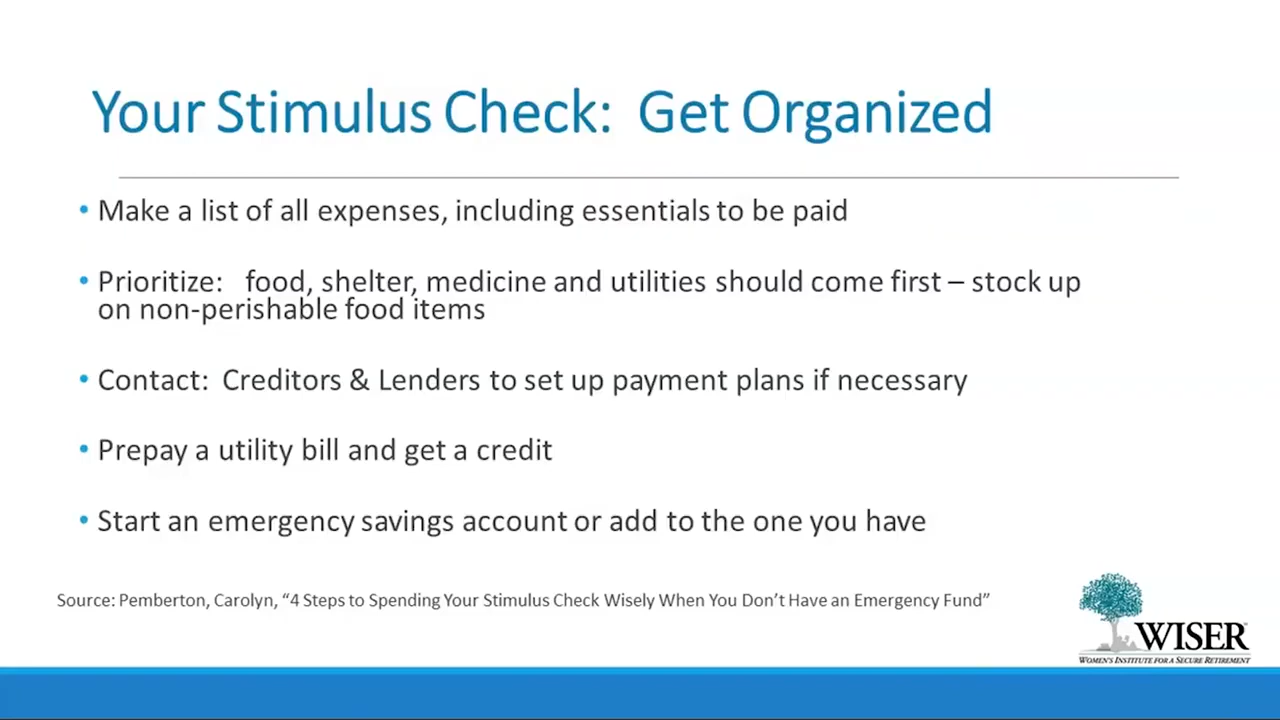 Your Stimulus Check: Get Organized
• Make a list of all expenses, including essentials to be paid
• Prioritize: food, shelter, medicine and utilities should come first – stock up
on non-perishable food items
• Contact: Creditors & Lenders to set up payment plans if necessary
• Prepay a utility bill and get a credit
• Start an emergency savings account or add to the one you have
Source: Pemberton, Carolyn, “4 Steps to Spending Your Stimulus Check Wisely When You Don’t Have an Emergency Fund”
WISER
WOMEN'S INSTITUTE FOR A SECURE RETIREMENT